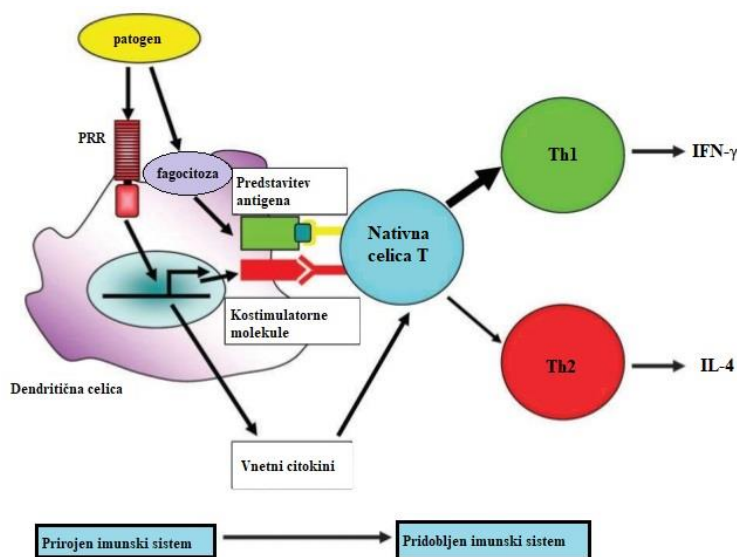 patogen
PRR
fagocitoza
Predstavitev
antigena
Nativna
celica T
Th1
IFN-γ
Kostimulatorne
molekule
Th2
IL-4
Dendritična celica
Vnetni citokini
Prirojen imunski sistem
Pridobljen imunski sistem